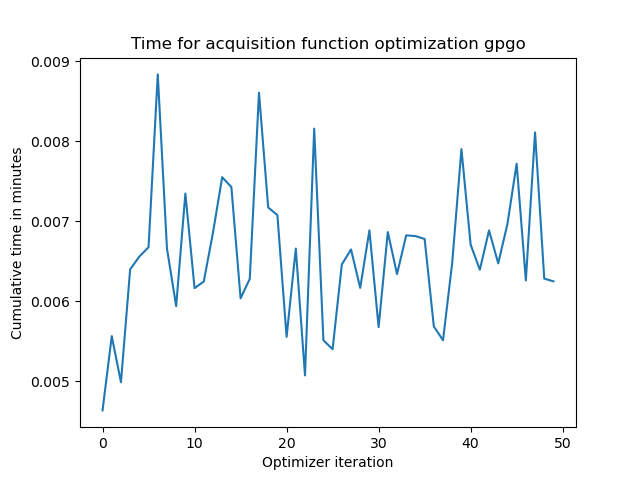 Time for acquisition function optimization gpgo
0.009
0.008
0.007
0.006
0.005
Cumulative time in minutes
0 10 20 30 40 50
Optimizer iteration